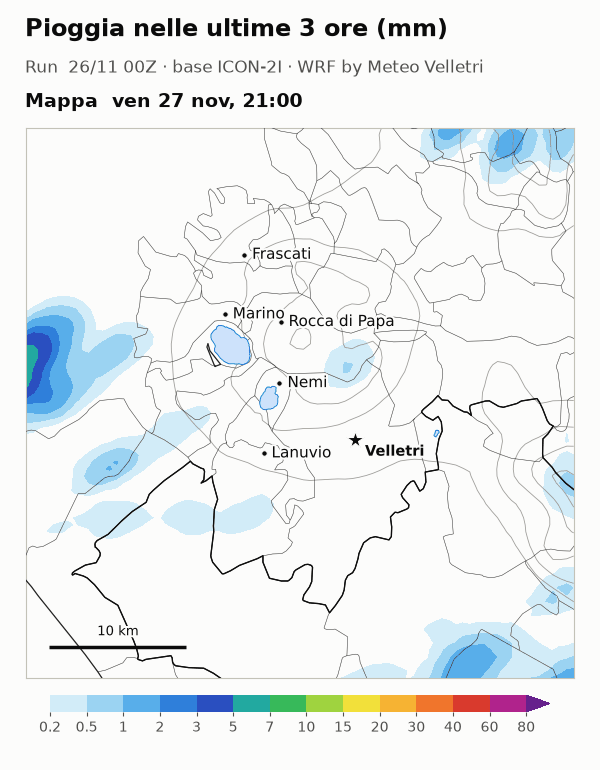 Pioggia nelle ultime 3 ore (mm)
Run  26/11 00Z · base ICON-2I · WRF by Meteo Velletri
Mappa  ven 27 nov, 21:00
Frascati
Marino
Rocca di Papa
Nemi
Velletri
Lanuvio
10 km
0.2 0.5 1 2 3 5 7 10 15 20 30 40 60 80